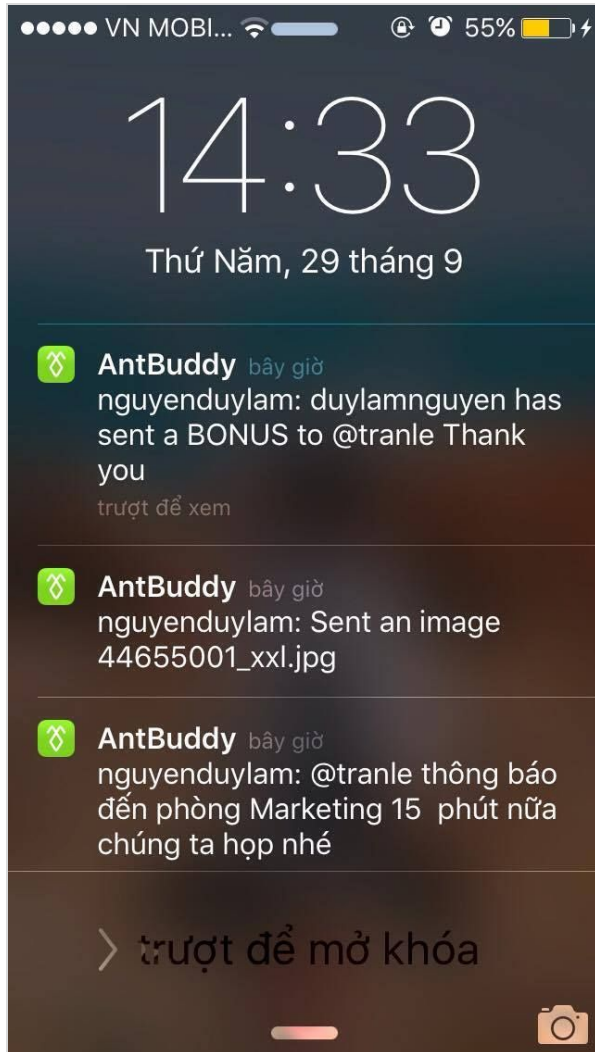 VN MOBI... 55%
14:33
Thứ Năm, 29 tháng 9
AntBuddy bây giờ
nguyenduylam: duylamnguyen has
sent a BONUS to @tranle Thank
you
trượt để xem
AntBuddy bây giờ
nguyenduylam: Sent an image
44655001_xxl.jpg
AntBuddy bây giờ
nguyenduylam: @tranle thông báo
đến phòng Marketing 15  phút nữa
chúng ta họp nhé
trượt để mở khóa